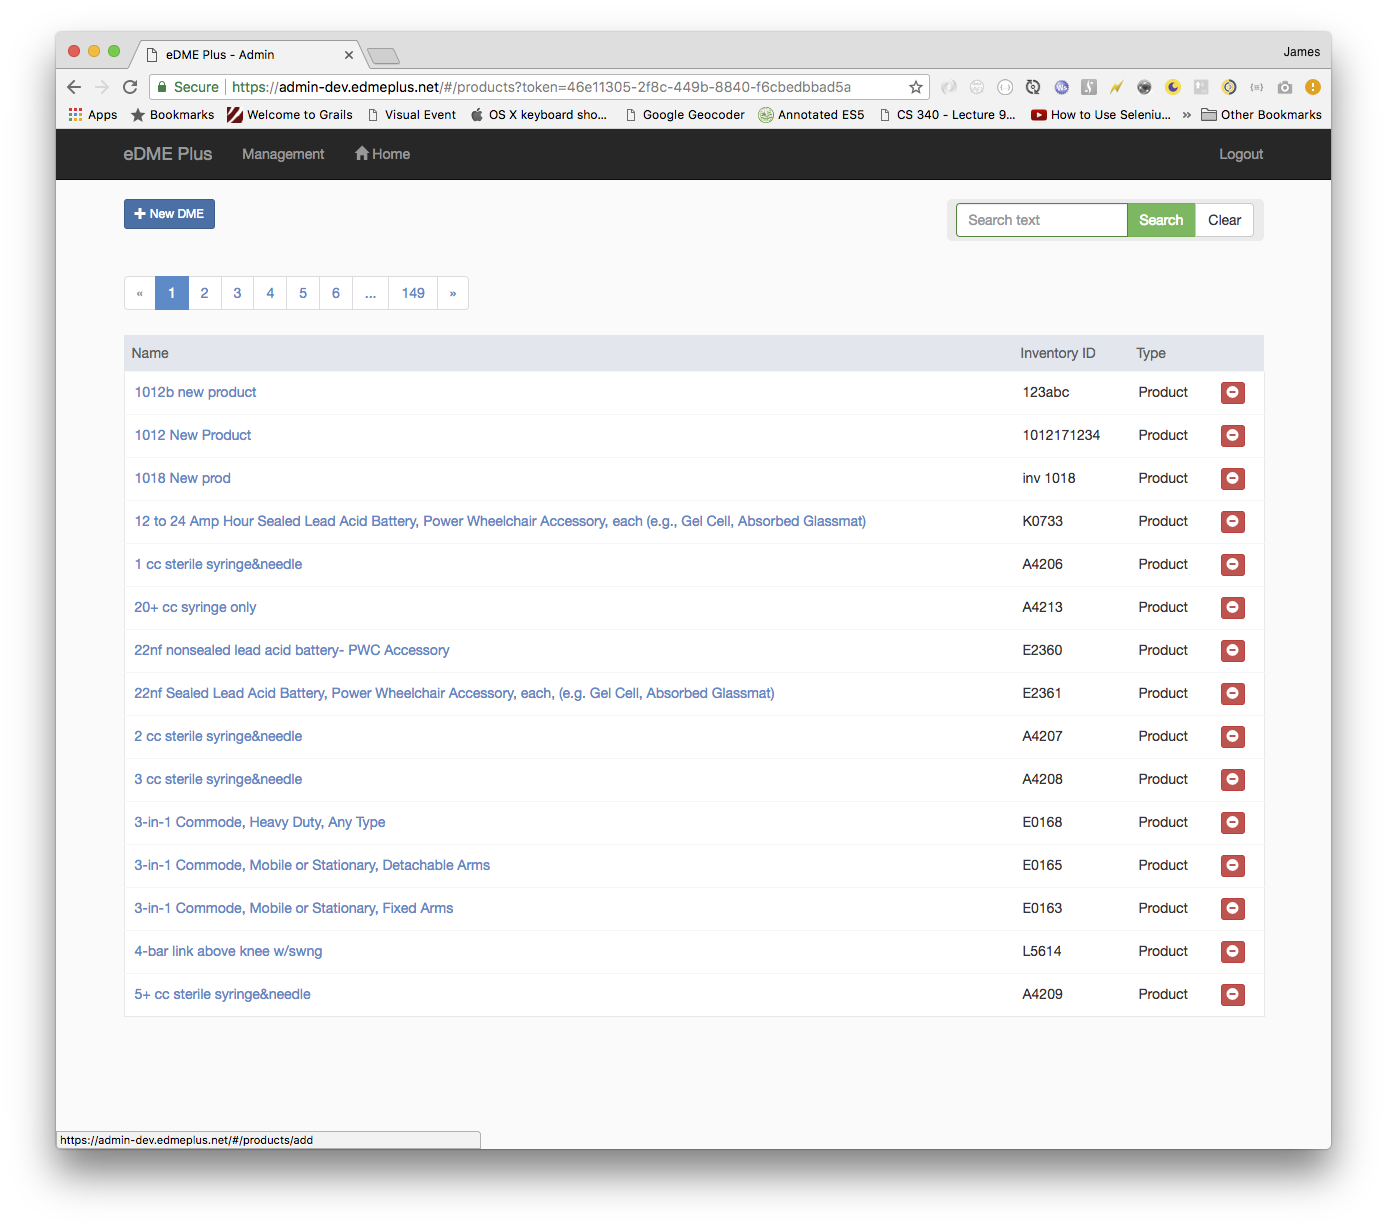 eDME Plus - Admin
James
Secure https://admin-dev.edmeplus.net/#/products?token=46e11305-2f8c-449b-8840-f6cbedbbad5a
Apps Bookmarks Welcome to Grails Visual Event OS X keyboard sho... Google Geocoder Annotated ES5 CS 340 - Lecture 9... How to Use Seleniu... » Other Bookmarks
eDME Plus Management Home Logout
New DME
Search text Search Clear
« 1 2 3 4 5 6 ... 149 »
Name Inventory ID Type
1012b new product 123abc Product
1012 New Product 1012171234 Product
1018 New prod inv 1018 Product
12 to 24 Amp Hour Sealed Lead Acid Battery, Power Wheelchair Accessory, each (e.g., Gel Cell, Absorbed Glassmat) K0733 Product
1 cc sterile syringe&needle A4206 Product
20+ cc syringe only A4213 Product
22nf nonsealed lead acid battery- PWC Accessory E2360 Product
22nf Sealed Lead Acid Battery, Power Wheelchair Accessory, each, (e.g. Gel Cell, Absorbed Glassmat) E2361 Product
2 cc sterile syringe&needle A4207 Product
3 cc sterile syringe&needle A4208 Product
3-in-1 Commode, Heavy Duty, Any Type E0168 Product
3-in-1 Commode, Mobile or Stationary, Detachable Arms E0165 Product
3-in-1 Commode, Mobile or Stationary, Fixed Arms E0163 Product
4-bar link above knee w/swng L5614 Product
5+ cc sterile syringe&needle A4209 Product
https://admin-dev.edmeplus.net/#/products/add